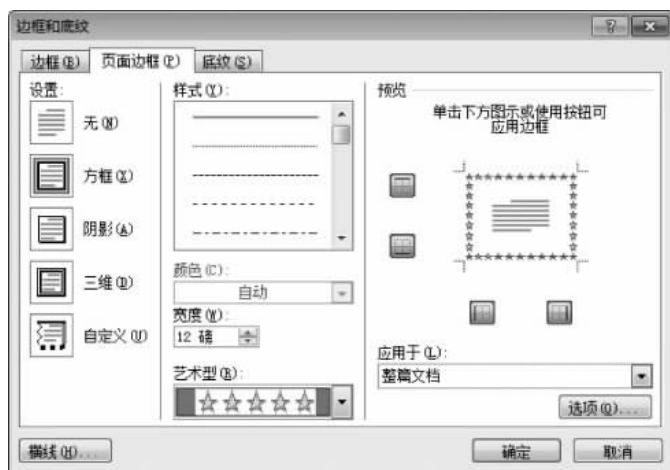 边框和底纹
边框(B) 页面边框(P) 底纹(S)
设置:
无(N)
方框(X)
阴影(A)
三维(D)
自定义(U)
样式(Y):
颜色(C):
自动
宽度(W):
12 磅
艺术型(R):
预览
单击下方图示或使用按钮可
应用边框
应用于(L):
整篇文档
选项(O)...
横线(H)...
确定
取消